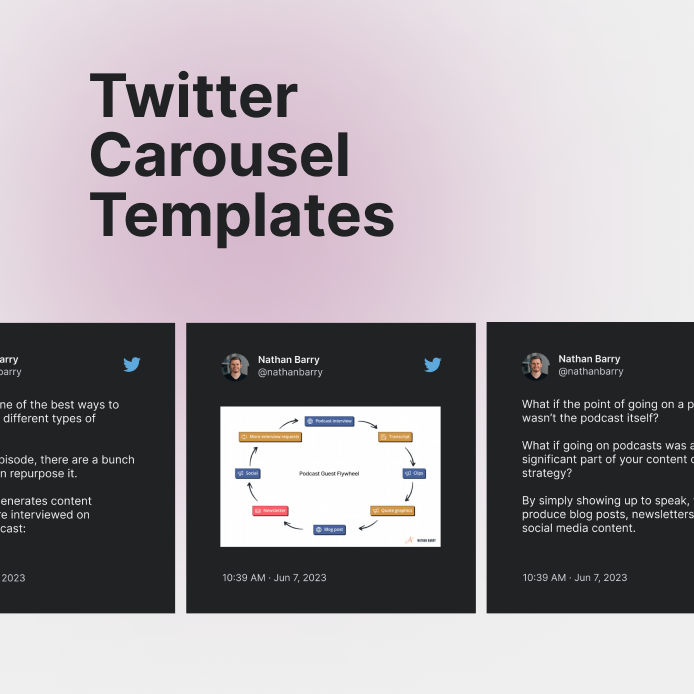 Twitter
Carousel
Templates
arry
barry
ne of the best ways to
different types of
pisode, there are a bunch
n repurpose it.
enerates content
re interviewed on
cast:
2023
Nathan Barry
@nathanbarry
Podcast interview
More interview requests
Transcript
Social
Podcast Guest Flywheel
Clips
Newsletter
Quote graphics
Blog post
NATHAN BARRY
10:39 AM · Jun 7, 2023
Nathan Barry
@nathanbarry
What if the point of going on a p
wasn’t the podcast itself?
What if going on podcasts was a
significant part of your content c
strategy?
By simply showing up to speak,
produce blog posts, newsletters
social media content.
10:39 AM · Jun 7, 2023